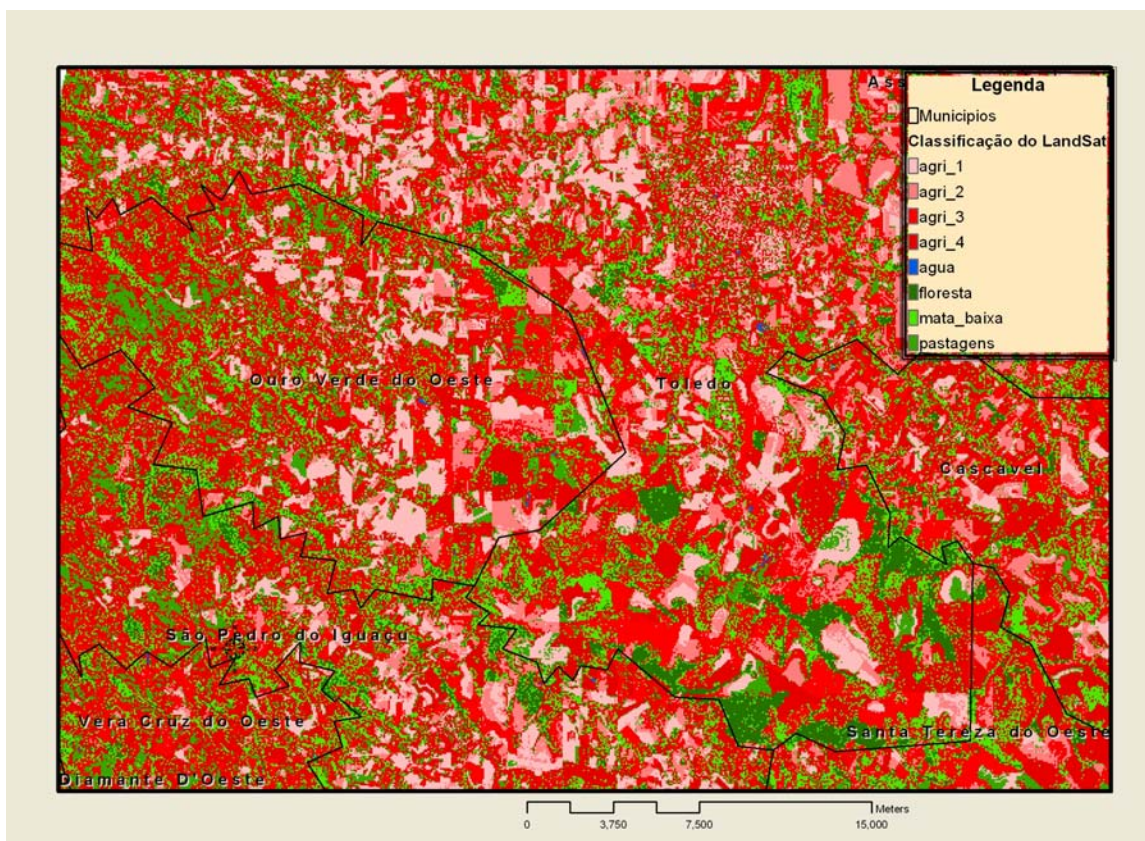 Ass
Legenda
Municipios
Classificação do LandSat
agri_1
agri_2
agri_3
agri_4
agua
floresta
mata_baixa
pastagens
Ouro Verde do Oeste
Toledo
Cascavel
São Pedro do Iguaçu
Vera Cruz do Oeste
Santa Tereza do Oeste
Diamante D'Oeste
Meters
0 3,750 7,500 15,000